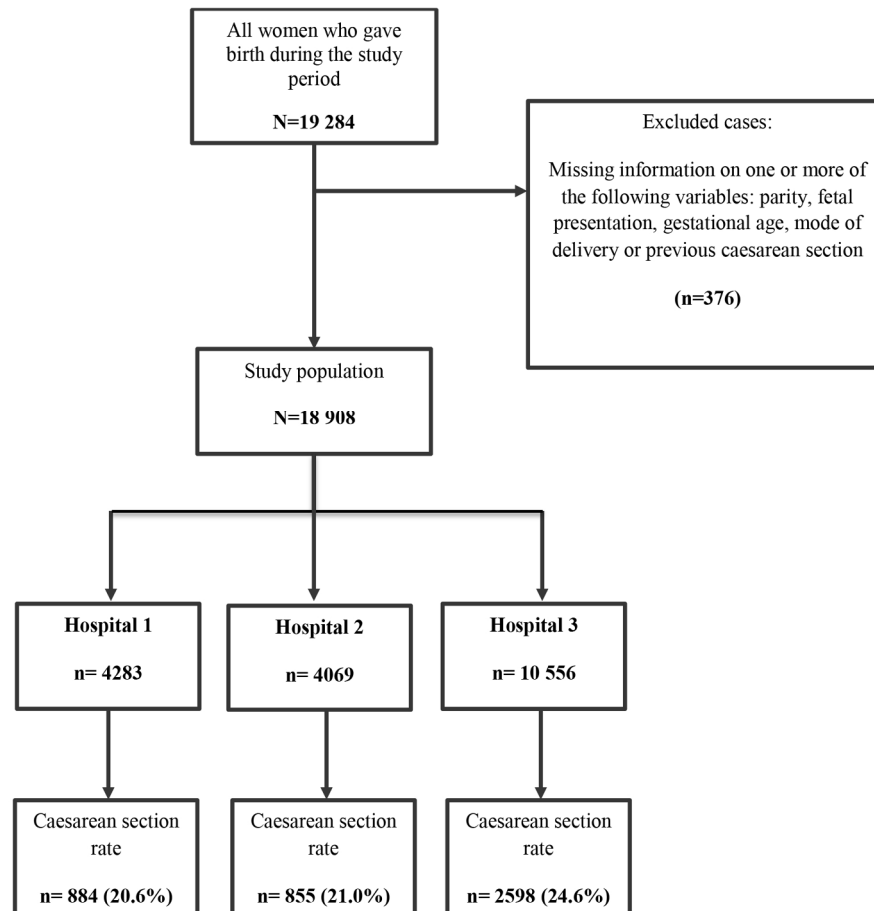 All women who gave
birth during the study
period
N=19 284
Excluded cases:
Missing information on one or more
of the following variables: parity, fetal
presentation, gestational age, mode of
delivery or previous caesarean section
(n=376)
Study population
N=18 908
Hospital 1
n= 4283
Hospital 2
n= 4069
Hospital 3
n= 10 556
Caesarean section
rate
n= 884 (20.6%)
Caesarean section
rate
n= 855 (21.0%)
Caesarean section
rate
n= 2598 (24.6%)